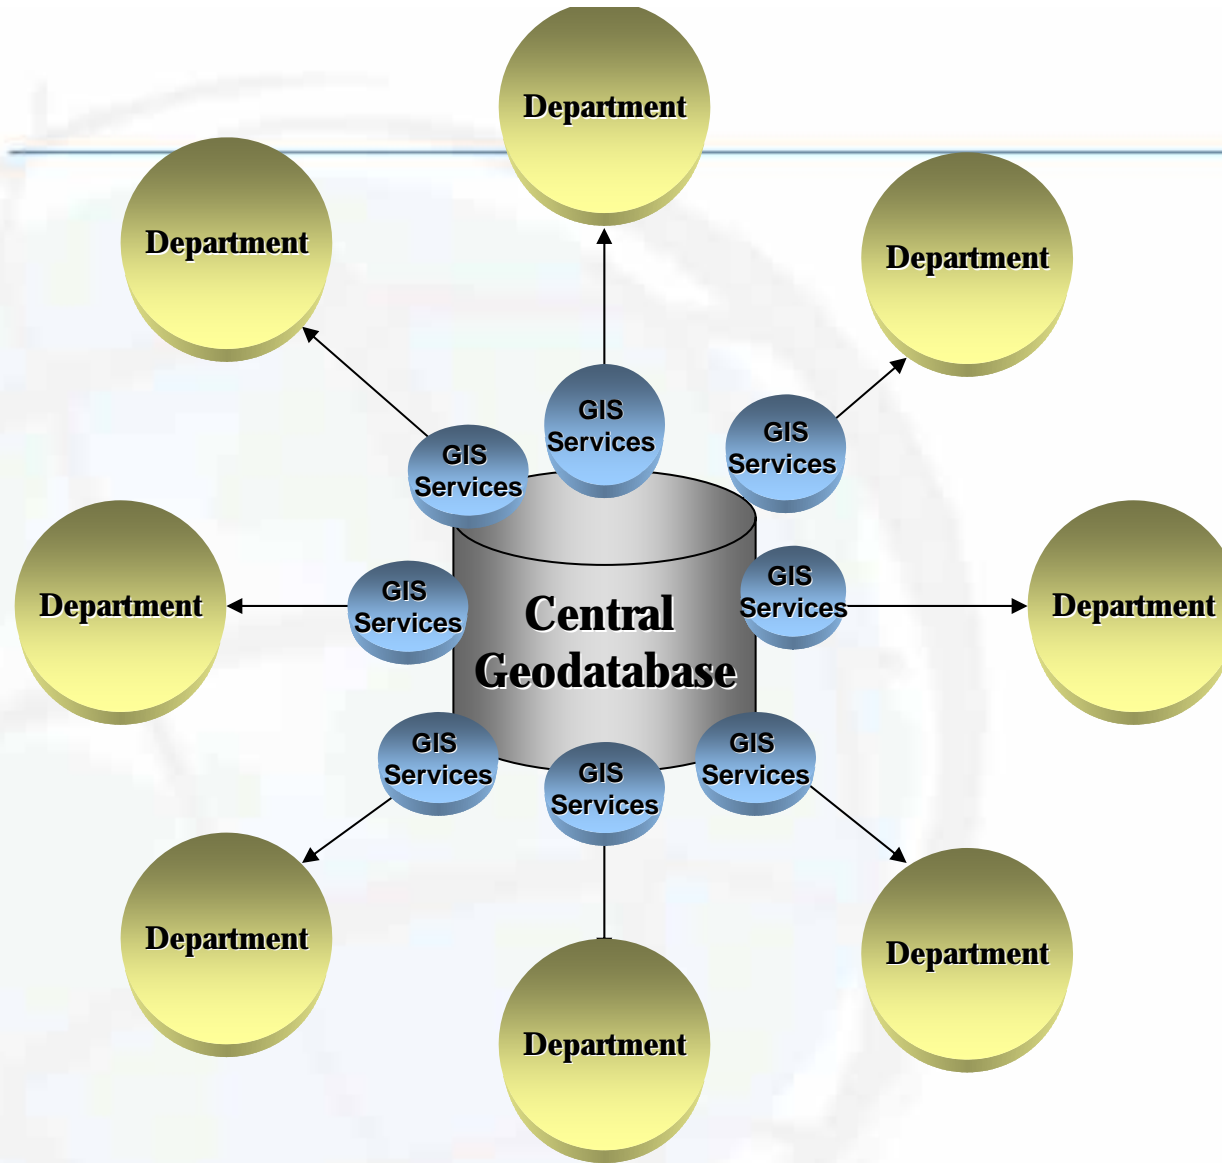 Department
Department
Department
GIS
Services
GIS
Services
GIS
Services
Department
GIS
Services
Central
Geodatabase
GIS
Services
Department
GIS
Services
GIS
Services
GIS
Services
Department
Department
Department